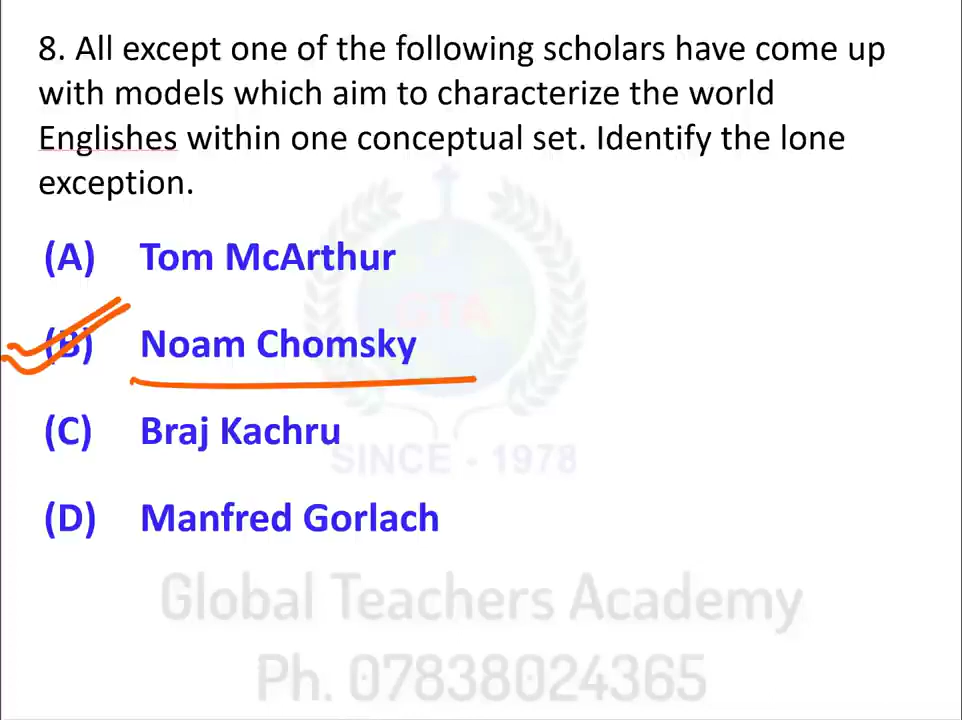 8. All except one of the following scholars have come up
with models which aim to characterize the world
Englishes within one conceptual set. Identify the lone
exception.
(A) Tom McArthur
(B) Noam Chomsky
(C) Braj Kachru
(D) Manfred Gorlach
GTA
SINCE - 1978
Global Teachers Academy
Ph. 07838024365